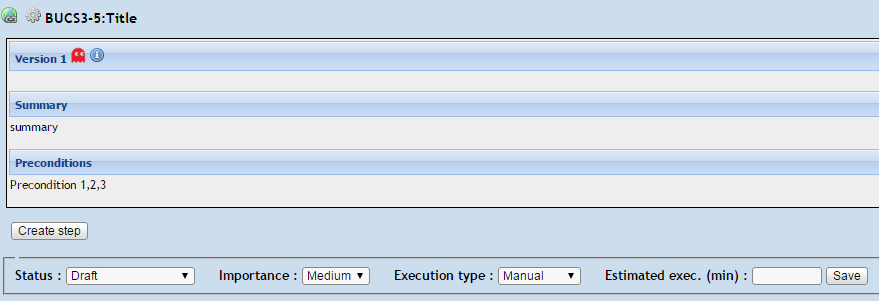 BUCS3-5:Title
Version 1
Summary
summary
Preconditions
Precondition 1,2,3
Create step
Status : Draft Importance : Medium Execution type : Manual Estimated exec. (min) : Save